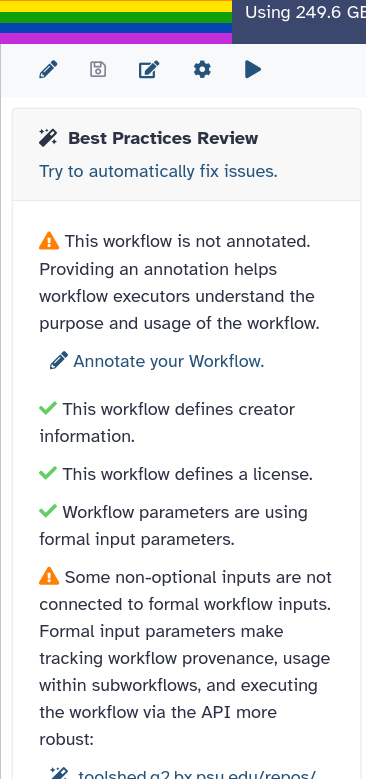 Using 249.6 GB
Best Practices Review
Try to automatically fix issues.
This workflow is not annotated.
Providing an annotation helps
workflow executors understand the
purpose and usage of the workflow.
Annotate your Workflow.
This workflow defines creator
information.
This workflow defines a license.
Workflow parameters are using
formal input parameters.
Some non-optional inputs are not
connected to formal workflow inputs.
Formal input parameters make
tracking workflow provenance, usage
within subworkflows, and executing
the workflow via the API more
robust:
toolshed.g2.bx.psu.edu/repos/